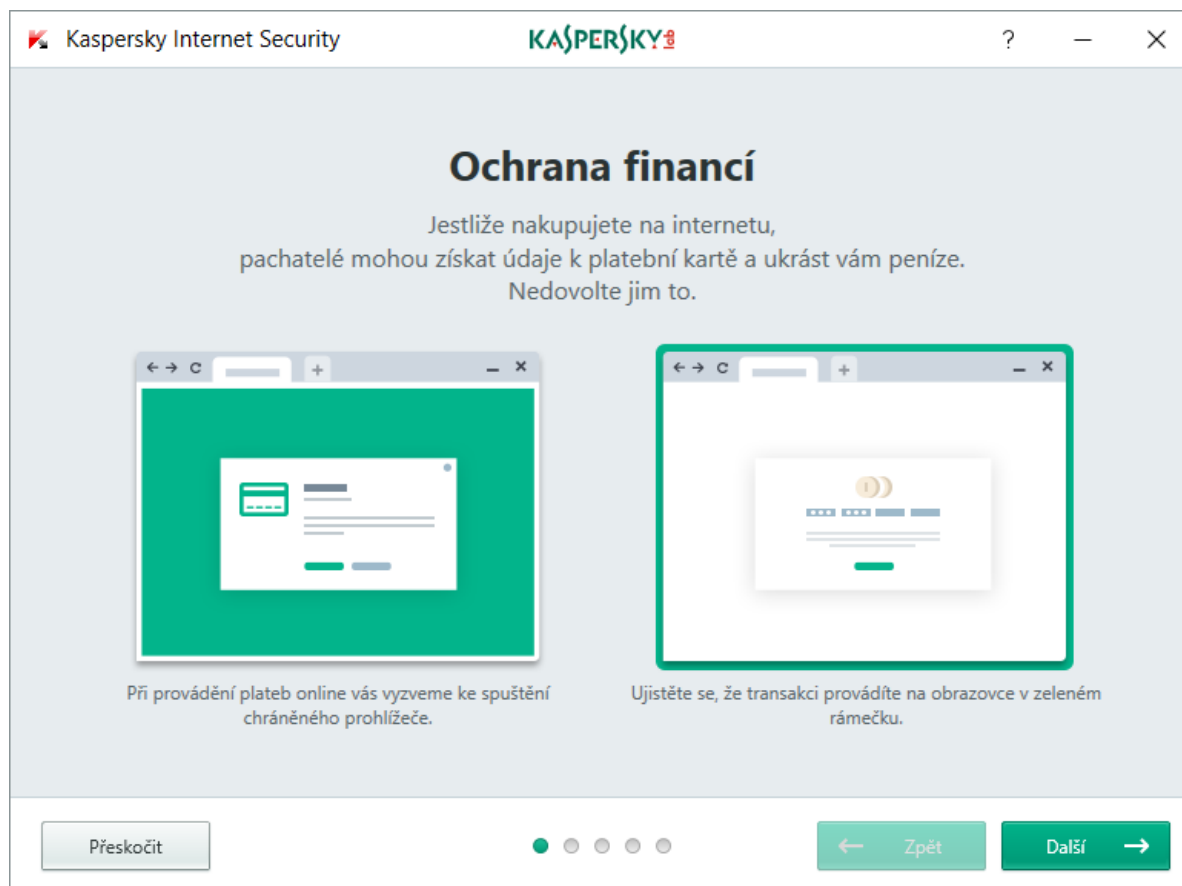 Kaspersky Internet Security
KASPERSKY lab
?
Ochrana financí
Jestliže nakupujete na internetu,
pachatelé mohou získat údaje k platební kartě a ukrást vám peníze.
Nedovolte jim to.
Při provádění plateb online vás vyzveme ke spuštění
chráněného prohlížeče.
Ujistěte se, že transakci provádíte na obrazovce v zeleném
rámečku.
Přeskočit
Zpět
Další